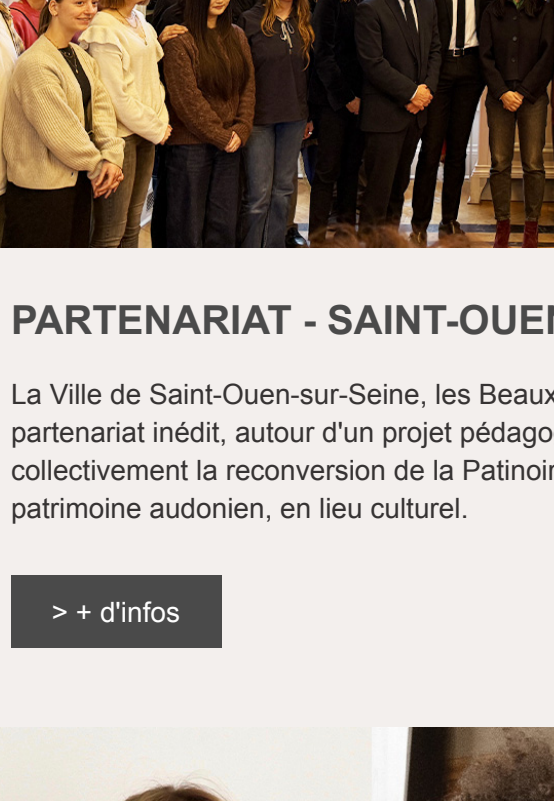 PARTENARIAT - SAINT-OUEN
La Ville de Saint-Ouen-sur-Seine, les Beaux
partenariat inédit, autour d'un projet pédago
collectivement la reconversion de la Patinoir
patrimoine audonien, en lieu culturel.
> + d'infos